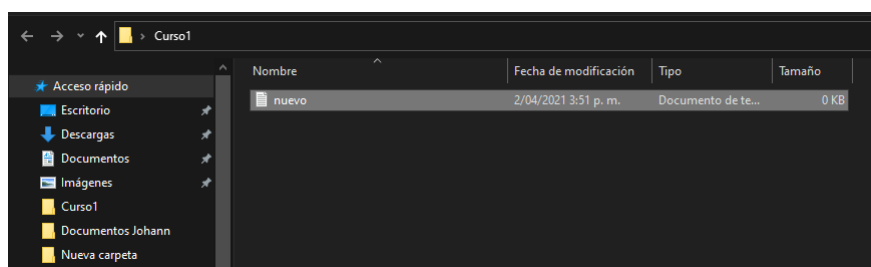 Curso1
Nombre Fecha de modificación Tipo Tamaño
Acceso rápido
nuevo 2/04/2021 3:51 p. m. Documento de te... 0 KB
Escritorio
Descargas
Documentos
Imágenes
Curso1
Documentos Johann
Nueva carpeta